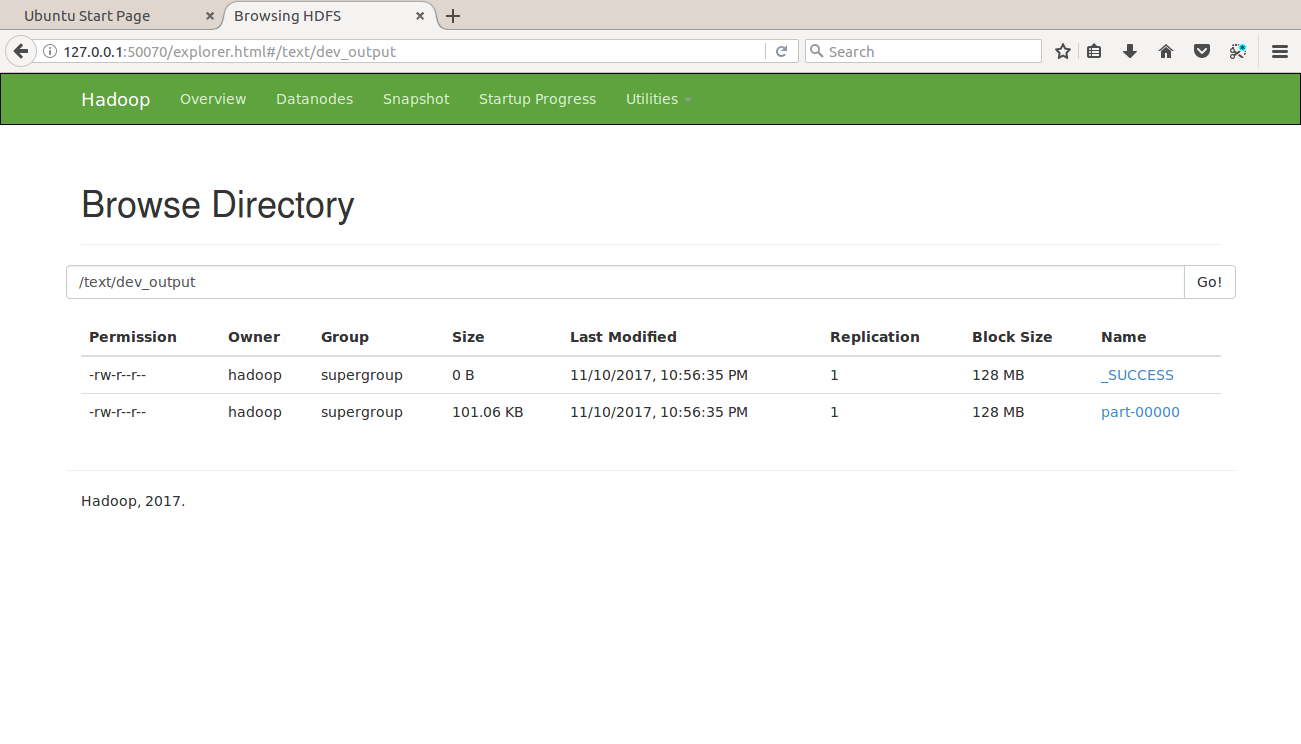 Ubuntu Start Page × Browsing HDFS × +
127.0.0.1:50070/explorer.html#/text/dev_output Search
Hadoop Overview Datanodes Snapshot Startup Progress Utilities
Browse Directory
/text/dev_output Go!
Permission Owner Group Size Last Modified Replication Block Size Name
-rw-r--r-- hadoop supergroup 0 B 11/10/2017, 10:56:35 PM 1 128 MB _SUCCESS
-rw-r--r-- hadoop supergroup 101.06 KB 11/10/2017, 10:56:35 PM 1 128 MB part-00000
Hadoop, 2017.